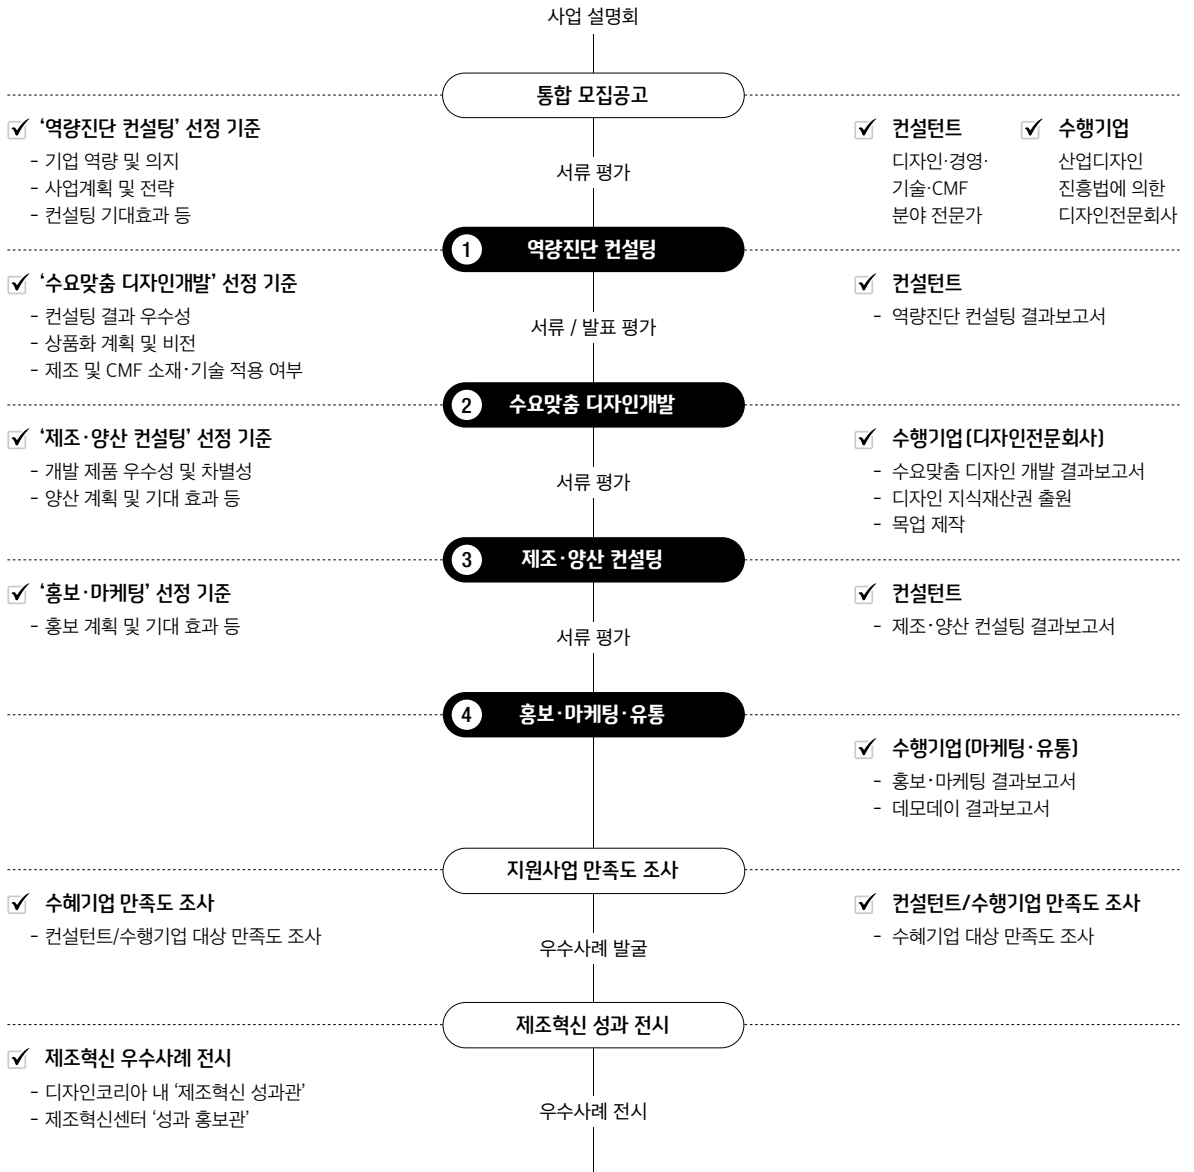 사업 설명회
통합 모집공고
‘역량진단 컨설팅’ 선정 기준
- 기업 역량 및 의지
- 사업계획 및 전략
- 컨설팅 기대효과 등
서류 평가
컨설턴트
디자인·경영·
기술·CMF
분야 전문가
수행기업
산업디자인
진흥법에 의한
디자인전문회사
1 역량진단 컨설팅
‘수요맞춤 디자인개발’ 선정 기준
- 컨설팅 결과 우수성
- 상품화 계획 및 비전
- 제조 및 CMF 소재·기술 적용 여부
서류 / 발표 평가
컨설턴트
- 역량진단 컨설팅 결과보고서
2 수요맞춤 디자인개발
‘제조·양산 컨설팅’ 선정 기준
- 개발 제품 우수성 및 차별성
- 양산 계획 및 기대 효과 등
서류 평가
수행기업(디자인전문회사)
- 수요맞춤 디자인 개발 결과보고서
- 디자인 지식재산권 출원
- 목업 제작
3 제조·양산 컨설팅
‘홍보·마케팅’ 선정 기준
- 홍보 계획 및 기대 효과 등
서류 평가
컨설턴트
- 제조·양산 컨설팅 결과보고서
4 홍보·마케팅·유통
수행기업(마케팅·유통)
- 홍보·마케팅 결과보고서
- 데모데이 결과보고서
지원사업 만족도 조사
수혜기업 만족도 조사
- 컨설턴트/수행기업 대상 만족도 조사
우수사례 발굴
컨설턴트/수행기업 만족도 조사
- 수혜기업 대상 만족도 조사
제조혁신 성과 전시
제조혁신 우수사례 전시
- 디자인코리아 내 ‘제조혁신 성과관’
- 제조혁신센터 ‘성과 홍보관’
우수사례 전시